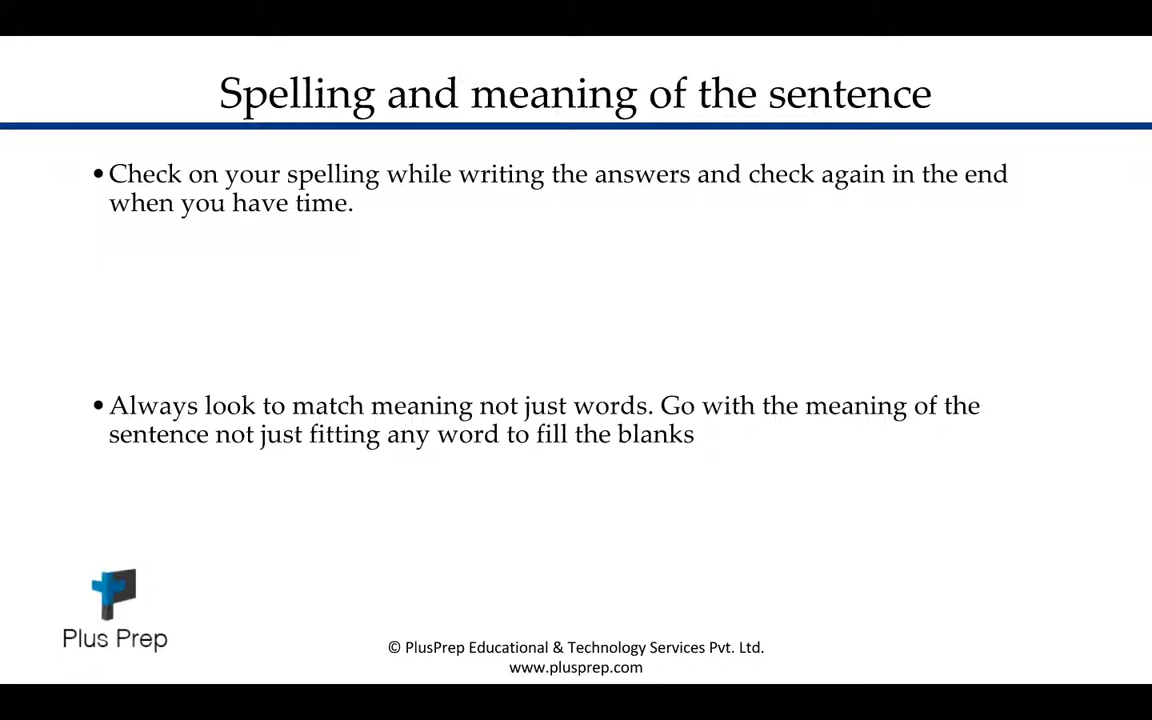 Spelling and meaning of the sentence
•Check on your spelling while writing the answers and check again in the end
when you have time.
•Always look to match meaning not just words. Go with the meaning of the
sentence not just fitting any word to fill the blanks
Plus Prep
© PlusPrep Educational & Technology Services Pvt. Ltd.
www.plusprep.com